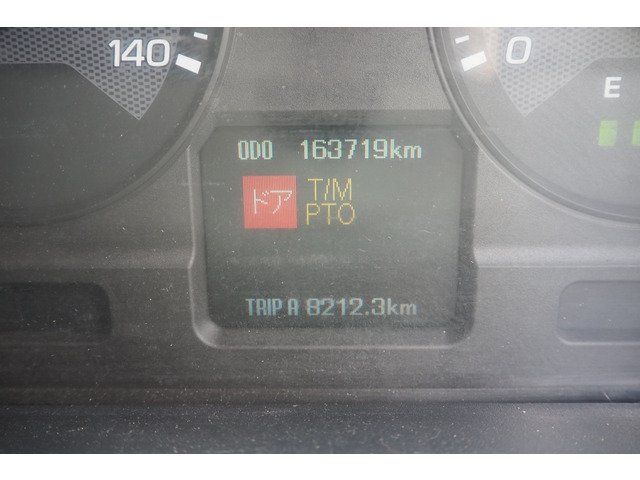 140
0
E
ODO 163719km
ドア T/M
PTO
TRIP A 8212.3km